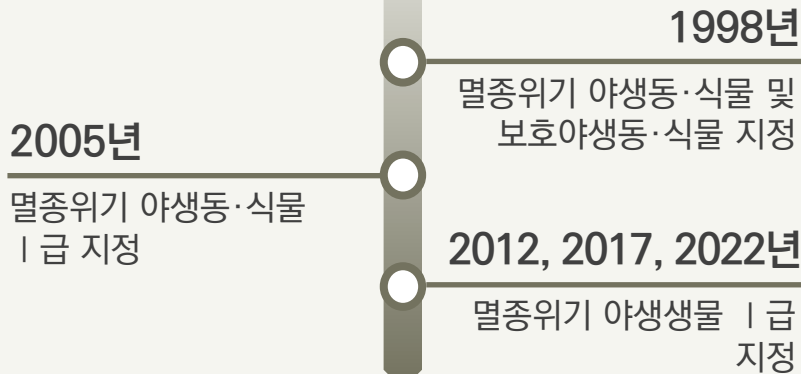 1998년
멸종위기 야생동·식물 및
보호야생동·식물 지정
2005년
멸종위기 야생동·식물
Ⅰ급 지정
2012, 2017, 2022년
멸종위기 야생생물 Ⅰ급
지정